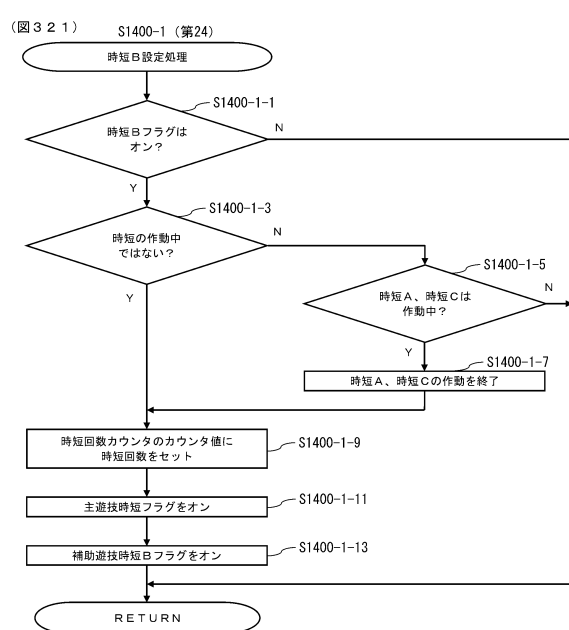 (図３２１)
S1400-1 (第24)
時短Ｂ設定処理
S1400-1-1
時短Ｂフラグは
オン？
N
Y
S1400-1-3
時短の作動中
ではない？
N
S1400-1-5
時短Ａ、時短Ｃは
作動中？
N
Y
Y
S1400-1-7
時短Ａ、時短Ｃの作動を終了
時短回数カウンタのカウンタ値に
時短回数をセット
S1400-1-9
主遊技時短フラグをオン
S1400-1-11
補助遊技時短Ｂフラグをオン
S1400-1-13
ＲＥＴＵＲＮ